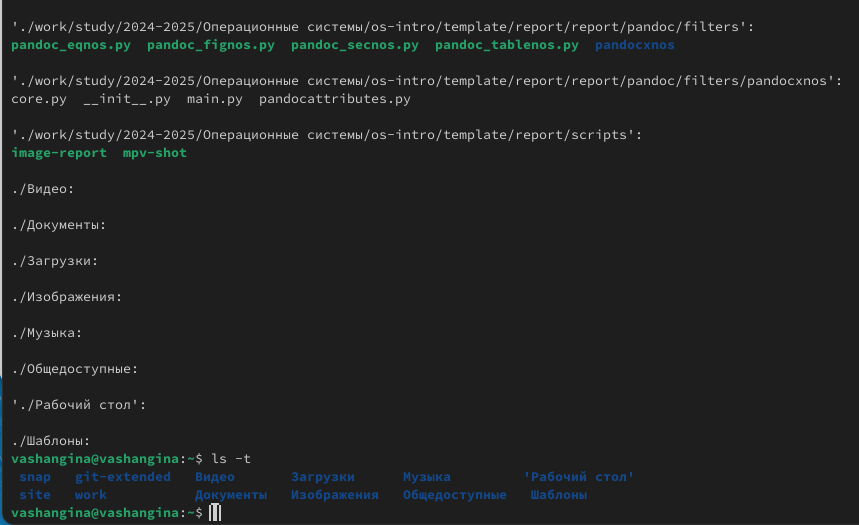 './work/study/2024-2025/Операционные системы/os-intro/template/report/report/pandoc/filters':
pandoc_eqnos.py  pandoc_fignos.py  pandoc_secnos.py  pandoc_tablenos.py  pandocxnos
'./work/study/2024-2025/Операционные системы/os-intro/template/report/report/pandoc/filters/pandocxnos':
core.py  __init__.py  main.py  pandocattributes.py
'./work/study/2024-2025/Операционные системы/os-intro/template/report/scripts':
image-report  mpv-shot
./Видео:
./Документы:
./Загрузки:
./Изображения:
./Музыка:
./Общедоступные:
'./Рабочий стол':
./Шаблоны:
vashangina@vashangina:~$ ls -t
snap   git-extended   Видео       Загрузки      Музыка         'Рабочий стол'
site   work           Документы   Изображения   Общедоступные   Шаблоны
vashangina@vashangina:~$